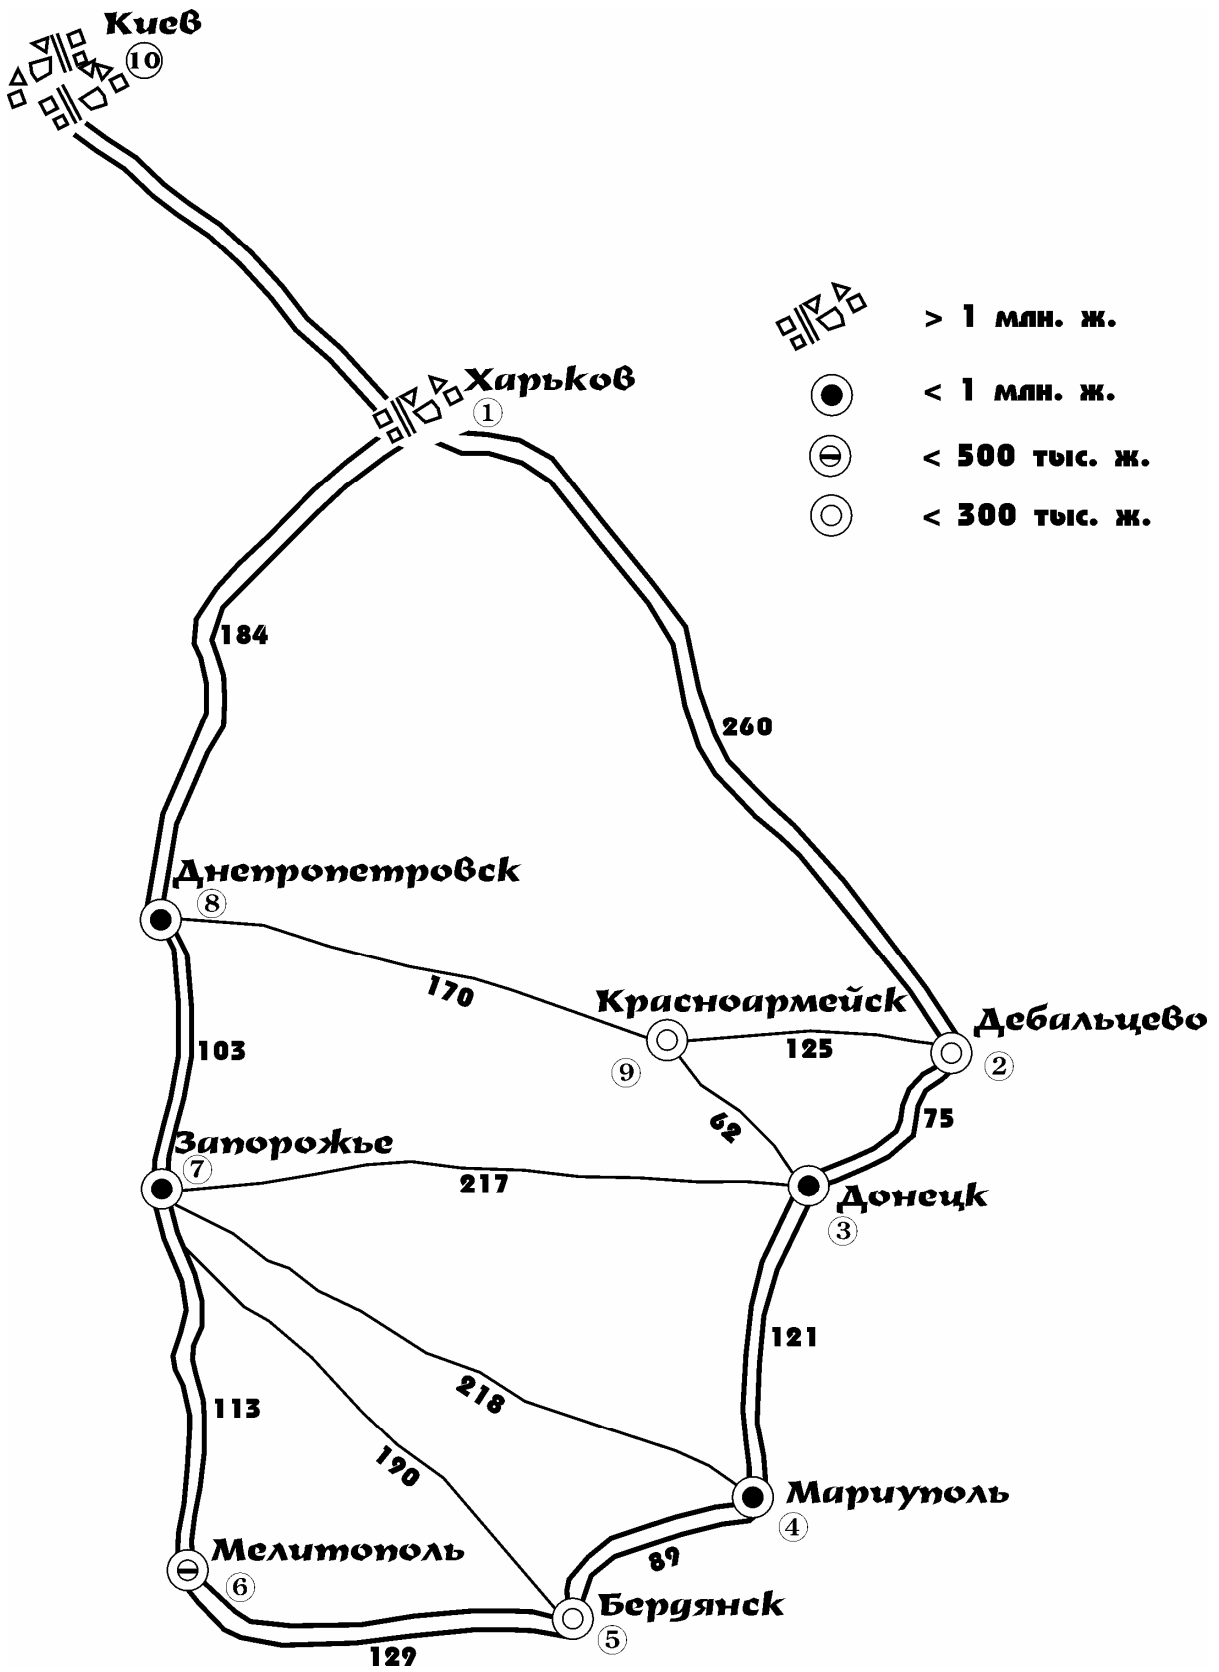 Киев
10
> 1 млн. ж.
Харьков
1
< 1 млн. ж.
< 500 тыс. ж.
< 300 тыс. ж.
184
260
Днепропетровск
8
170
Красноармейск
Дебальцево
103
125
9
2
62
75
Запорожье
7
217
Донецк
3
121
218
113
190
Мариуполь
4
Мелитополь
89
6
Бердянск
5
129